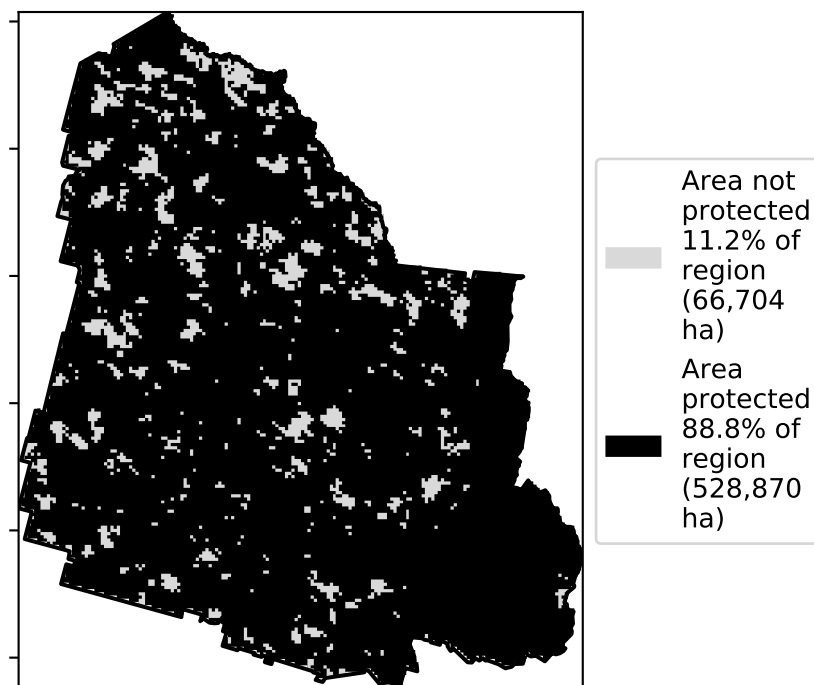 Area not
protected
11.2% of
region
(66,704
ha)
Area
protected
88.8% of
region
(528,870
ha)